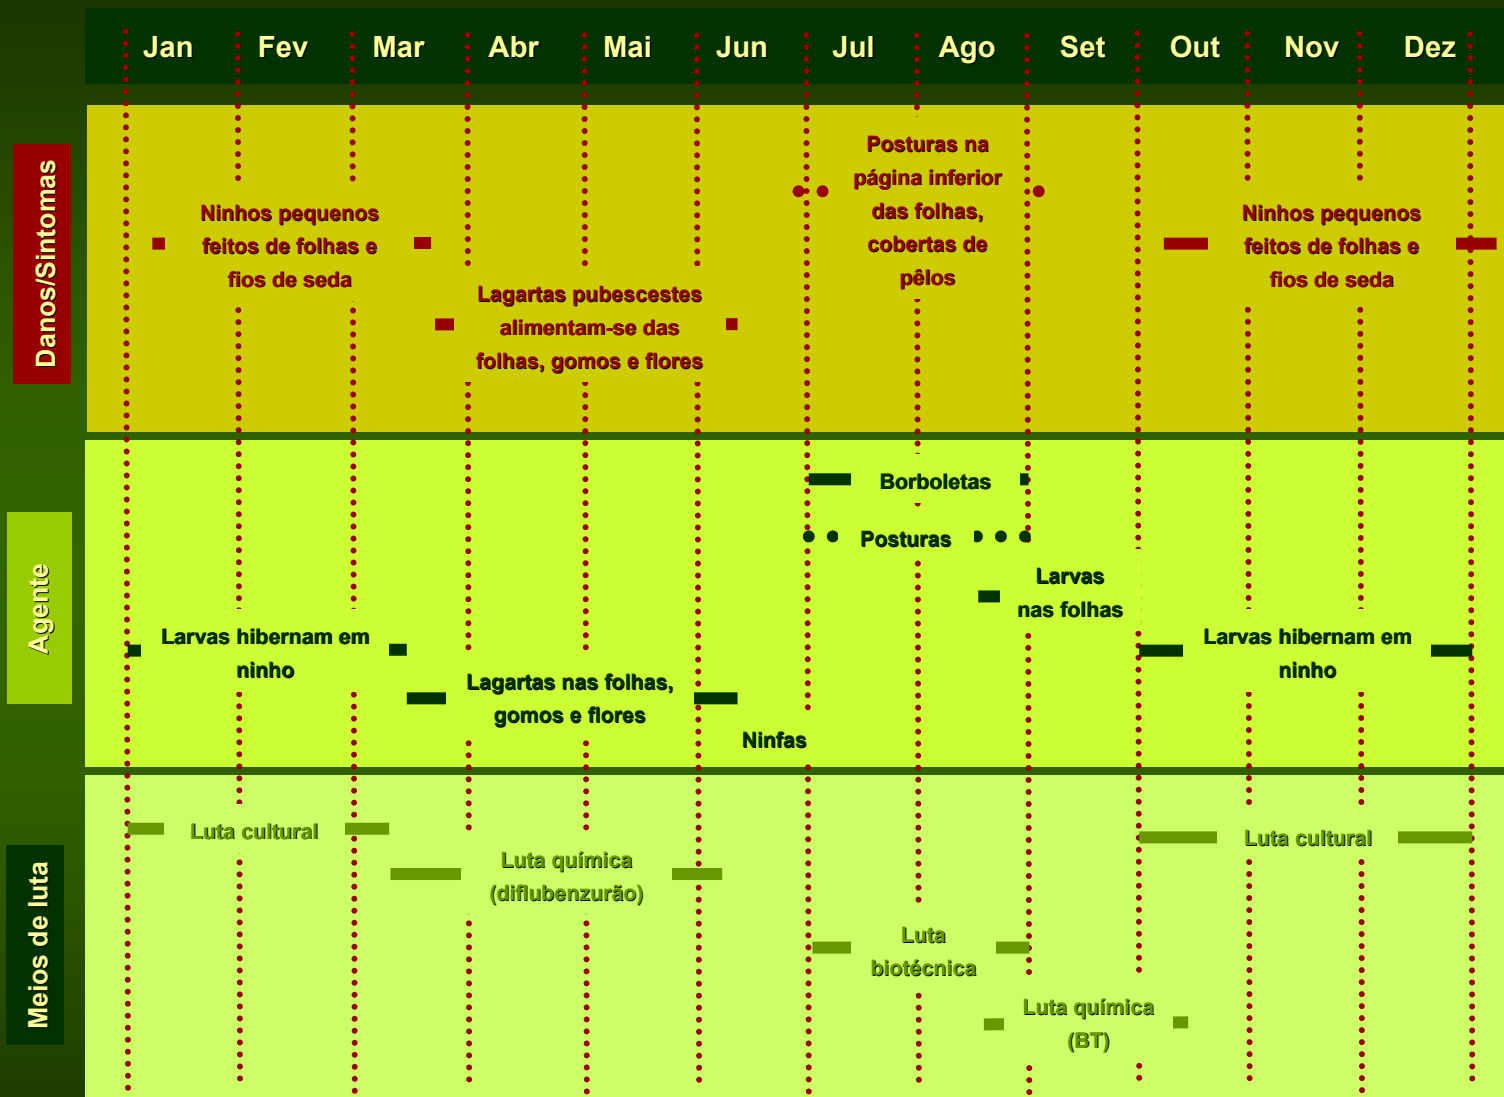 Jan Fev Mar Abr Mai Jun Jul Ago Set Out Nov Dez
Danos/Sintomas
Ninhos pequenos
feitos de folhas e
fios de seda
Lagartas pubescestes
alimentam-se das
folhas, gomos e flores
Posturas na
página inferior
das folhas,
cobertas de
pêlos
Ninhos pequenos
feitos de folhas e
fios de seda
Agente
Borboletas
Posturas
Larvas
nas folhas
Larvas hibernam em
ninho
Lagartas nas folhas,
gomos e flores
Ninfas
Larvas hibernam em
ninho
Meios de luta
Luta cultural
Luta química
(diflubenzurão)
Luta
biotécnica
Luta química
(BT)
Luta cultural